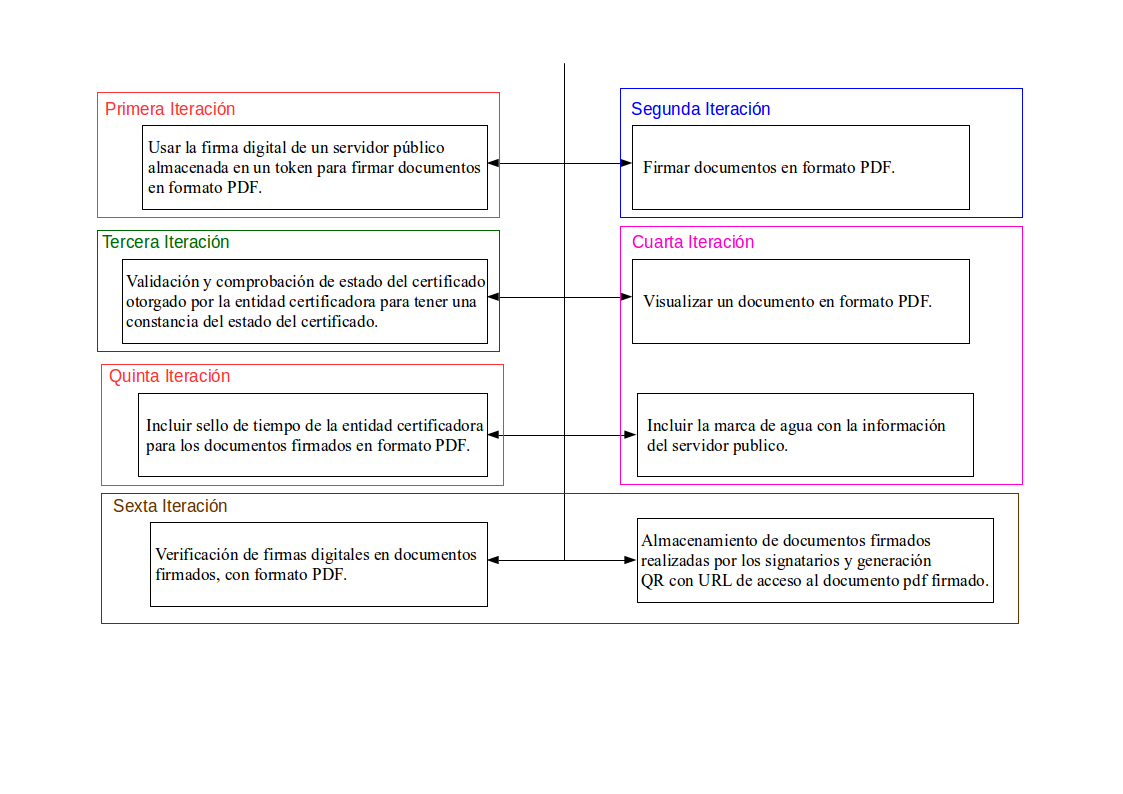 Primera Iteración
Usar la firma digital de un servidor público
almacenada en un token para firmar documentos
en formato PDF.
Segunda Iteración
Firmar documentos en formato PDF.
Tercera Iteración
Validación y comprobación de estado del certificado
otorgado por la entidad certificadora para tener una
constancia del estado del certificado.
Cuarta Iteración
Visualizar un documento en formato PDF.
Incluir la marca de agua con la información
del servidor publico.
Quinta Iteración
Incluir sello de tiempo de la entidad certificadora
para los documentos firmados en formato PDF.
Sexta Iteración
Verificación de firmas digitales en documentos
firmados, con formato PDF.
Almacenamiento de documentos firmados
realizadas por los signatarios y generación
QR con URL de acceso al documento pdf firmado.